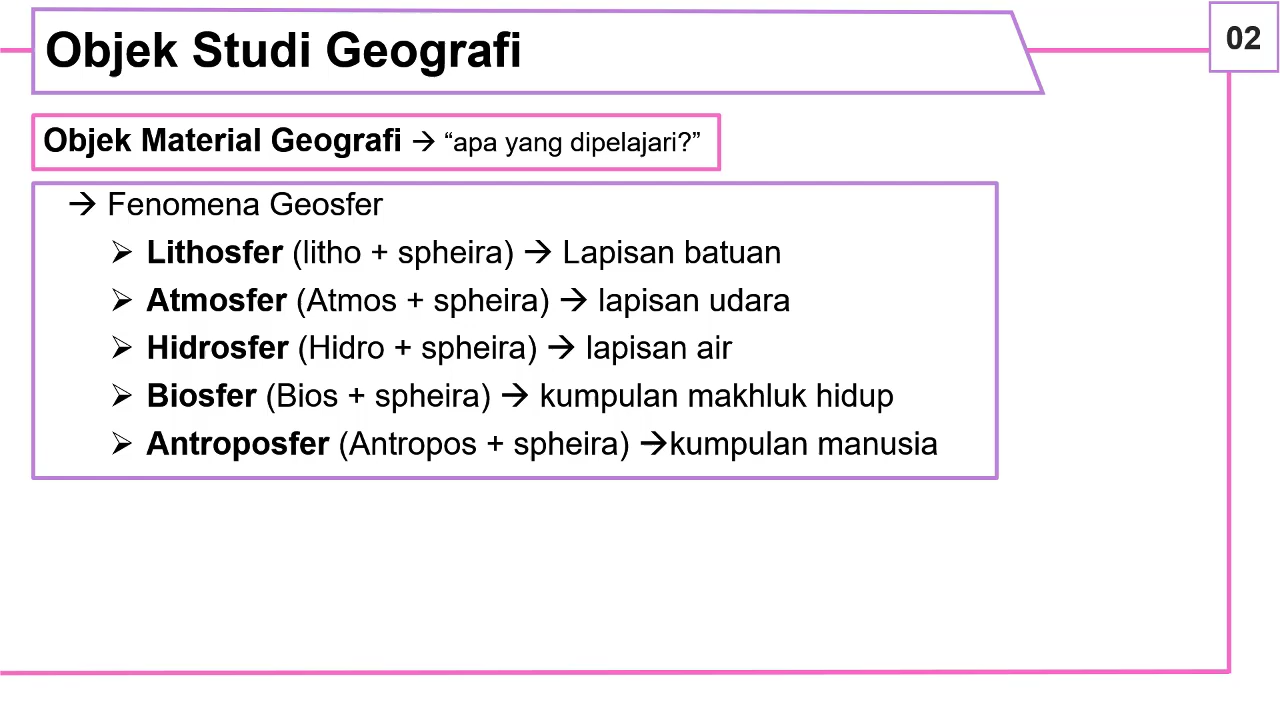 Objek Studi Geografi
02
Objek Material Geografi → “apa yang dipelajari?”
→ Fenomena Geosfer
➢ Lithosfer (litho + spheira) → Lapisan batuan
➢ Atmosfer (Atmos + spheira) → lapisan udara
➢ Hidrosfer (Hidro + spheira) → lapisan air
➢ Biosfer (Bios + spheira) → kumpulan makhluk hidup
➢ Antroposfer (Antropos + spheira) →kumpulan manusia